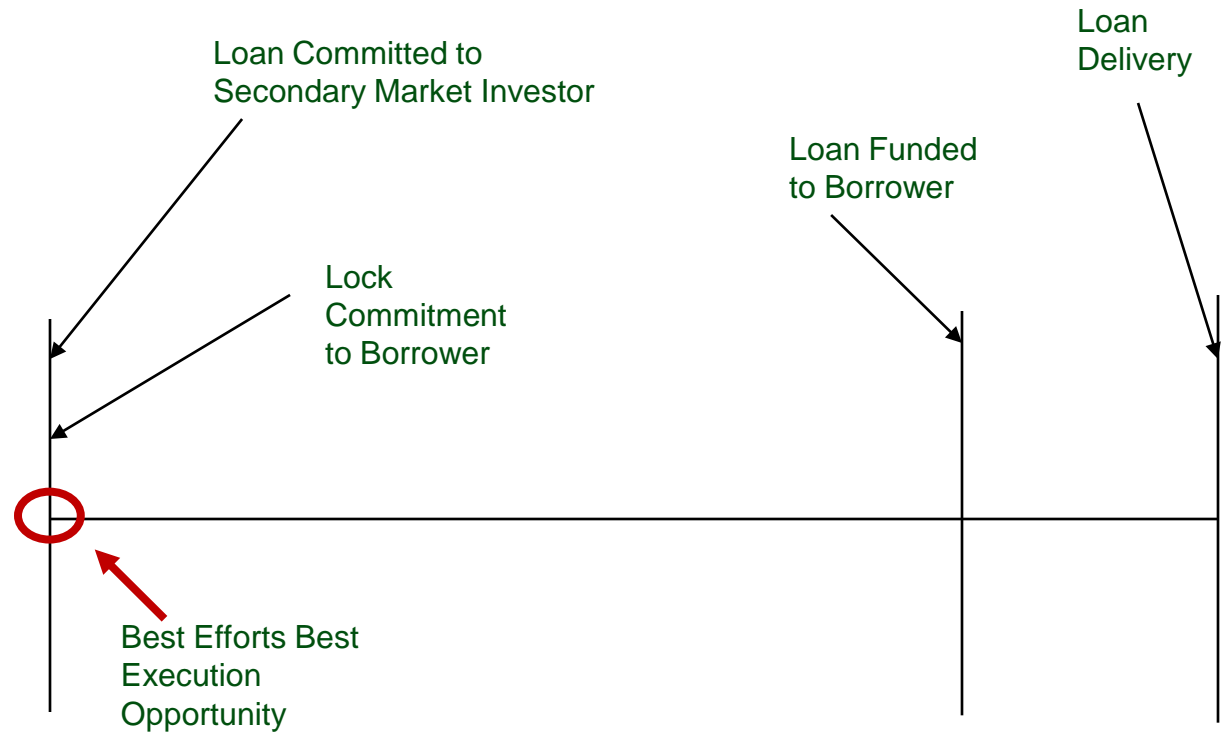 Loan Committed to
Secondary Market Investor
Loan
Delivery
Loan Funded
to Borrower
Lock
Commitment
to Borrower
Best Efforts Best
Execution
Opportunity